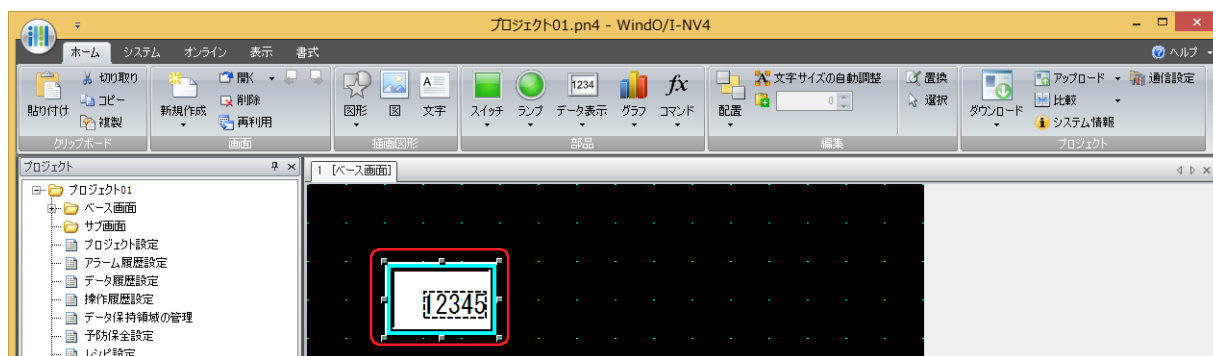 プロジェクト01.pn4 - WindO/I-NV4
ホーム システム オンライン 表示 書式 ヘルプ
貼り付け 切り取り コピー 複製
新規作成 開く 削除 再利用
図形 図 文字
スイッチ ランプ 1234 データ表示 グラフ fx コマンド
配置 文字サイズの自動調整 0 置換 選択
ダウンロード アップロード 比較 システム情報 通信設定
クリップボード 画面 描画図形 部品 編集 プロジェクト
プロジェクト
1 [ベース画面]
プロジェクト01
ベース画面
サブ画面
プロジェクト設定
アラーム履歴設定
データ履歴設定
操作履歴設定
データ保持領域の管理
予防保全設定
レシピ設定
12345